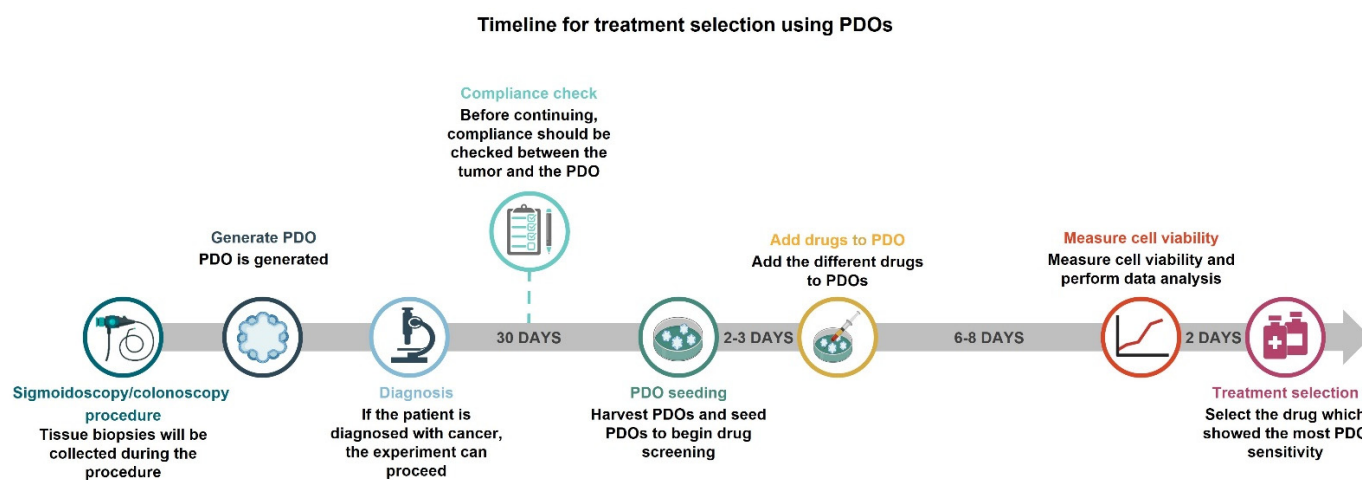 Timeline for treatment selection using PDOs
Compliance check
Before continuing,
compliance should be
checked between the
tumor and the PDO
Generate PDO
PDO is generated
Add drugs to PDO
Add the different drugs
to PDOs
Measure cell viability
Measure cell viability and
perform data analysis
30 DAYS
2-3 DAYS
6-8 DAYS
2 DAYS
Sigmoidoscopy/colonoscopy
procedure
Tissue biopsies will be
collected during the
procedure
Diagnosis
If the patient is
diagnosed with cancer,
the experiment can
proceed
PDO seeding
Harvest PDOs and seed
PDOs to begin drug
screening
Treatment selection
Select the drug which
showed the most PDO
sensitivity